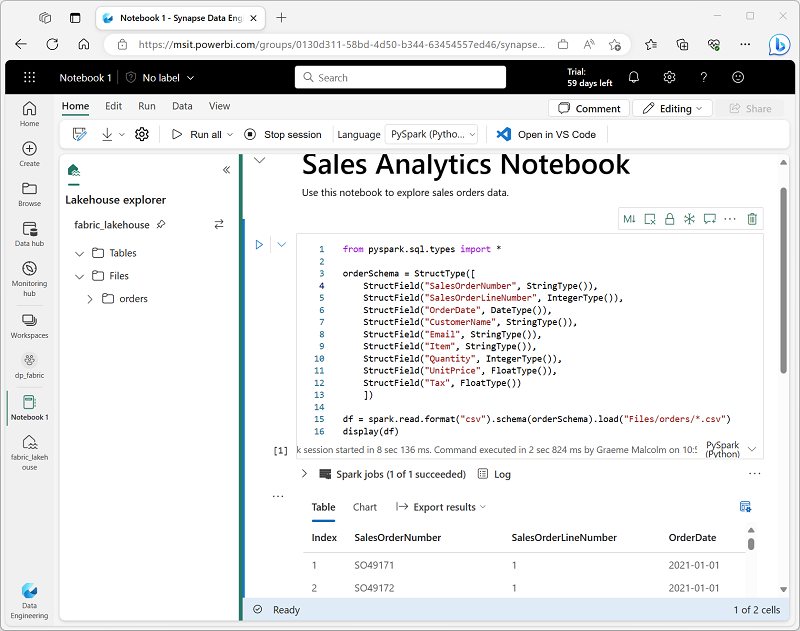 Notebook 1 - Synapse Data Eng
https://msit.powerbi.com/groups/0130d311-58bd-4d50-b344-63454557ed46/synapse...
Notebook 1
No label
Search
Trial:
59 days left
Home
Edit
Run
Data
View
Comment
Editing
Share
Run all
Stop session
Language
PySpark (Pytho...
Open in VS Code
Home
Create
Browse
Data hub
Monitoring
hub
Workspaces
dp_fabric
Notebook 1
fabric_lakeh
ouse
Data
Engineering
Lakehouse explorer
fabric_lakehouse
Tables
Files
orders
Sales Analytics Notebook
Use this notebook to explore sales orders data.
M↓
1 from pyspark.sql.types import *
2
3 orderSchema = StructType([
4 StructField("SalesOrderNumber", StringType()),
5 StructField("SalesOrderLineNumber", IntegerType()),
6 StructField("OrderDate", DateType()),
7 StructField("CustomerName", StringType()),
8 StructField("Email", StringType()),
9 StructField("Item", StringType()),
10 StructField("Quantity", IntegerType()),
11 StructField("UnitPrice", FloatType()),
12 StructField("Tax", FloatType())
13 ])
14
15 df = spark.read.format("csv").schema(orderSchema).load("Files/orders/*.csv")
16 display(df)
[1]
k session started in 8 sec 136 ms. Command executed in 2 sec 824 ms by Graeme Malcolm on 10:5
PySpark
(Python)
Spark jobs (1 of 1 succeeded)
Log
Table
Chart
Export results
Index SalesOrderNumber SalesOrderLineNumber OrderDate
1 SO49171 1 2021-01-01
2 SO49172 1 2021-01-01
Ready
1 of 2 cells